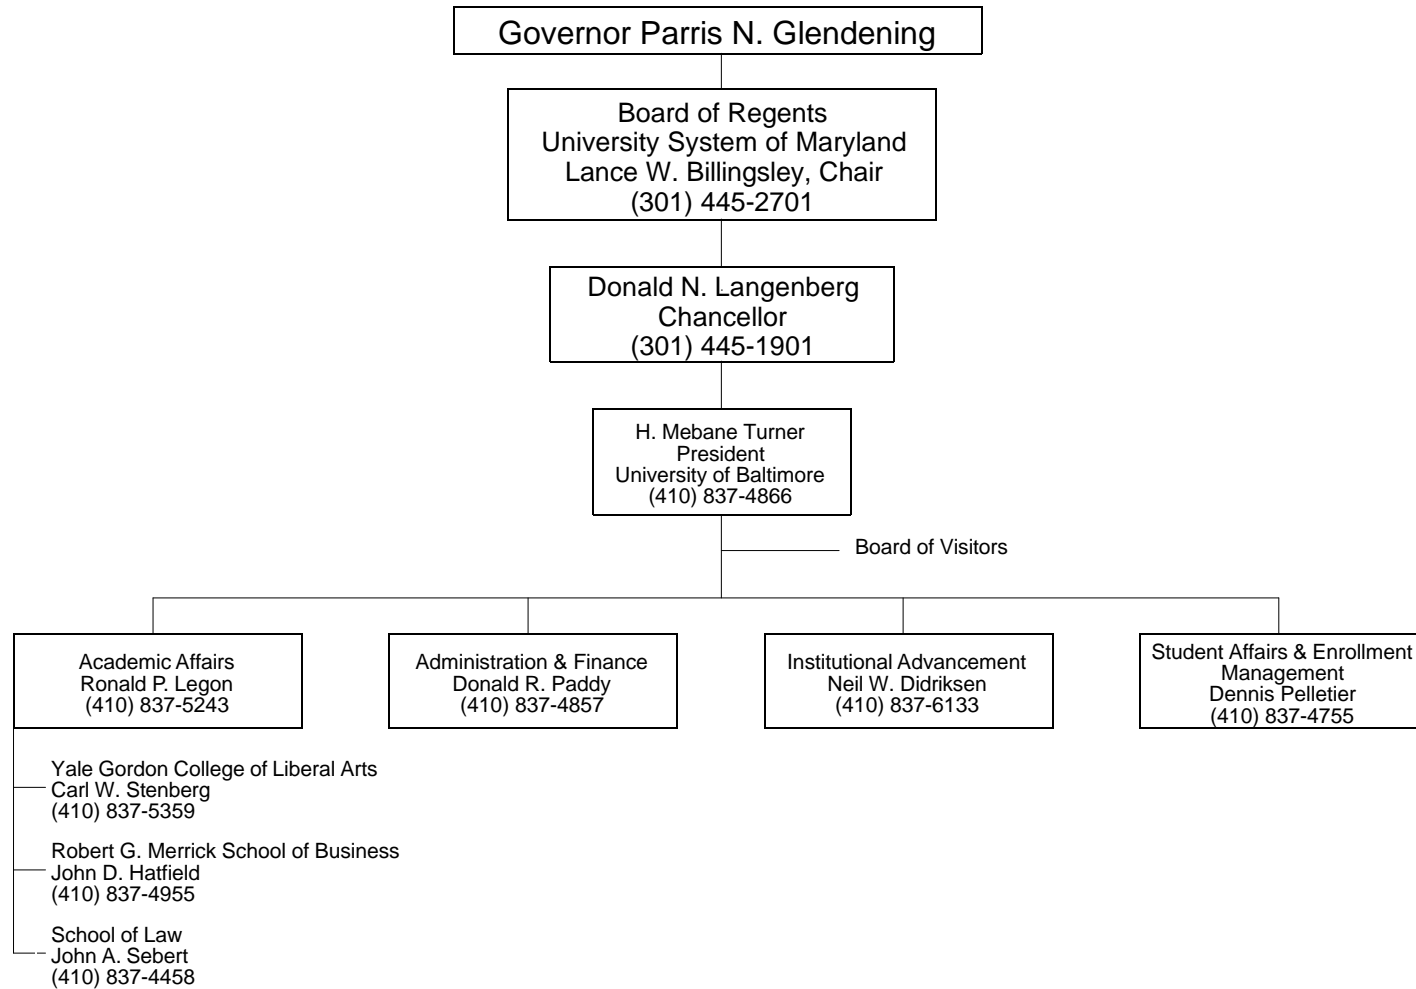 Governor Parris N. Glendening
Board of Regents
University System of Maryland
Lance W. Billingsley, Chair
(301) 445-2701
Donald N. Langenberg
Chancellor
(301) 445-1901
H. Mebane Turner
President
University of Baltimore
(410) 837-4866
Board of Visitors
Academic Affairs
Ronald P. Legon
(410) 837-5243
Administration & Finance
Donald R. Paddy
(410) 837-4857
Institutional Advancement
Neil W. Didriksen
(410) 837-6133
Student Affairs & Enrollment
Management
Dennis Pelletier
(410) 837-4755
Yale Gordon College of Liberal Arts
Carl W. Stenberg
(410) 837-5359
Robert G. Merrick School of Business
John D. Hatfield
(410) 837-4955
School of Law
John A. Sebert
(410) 837-4458